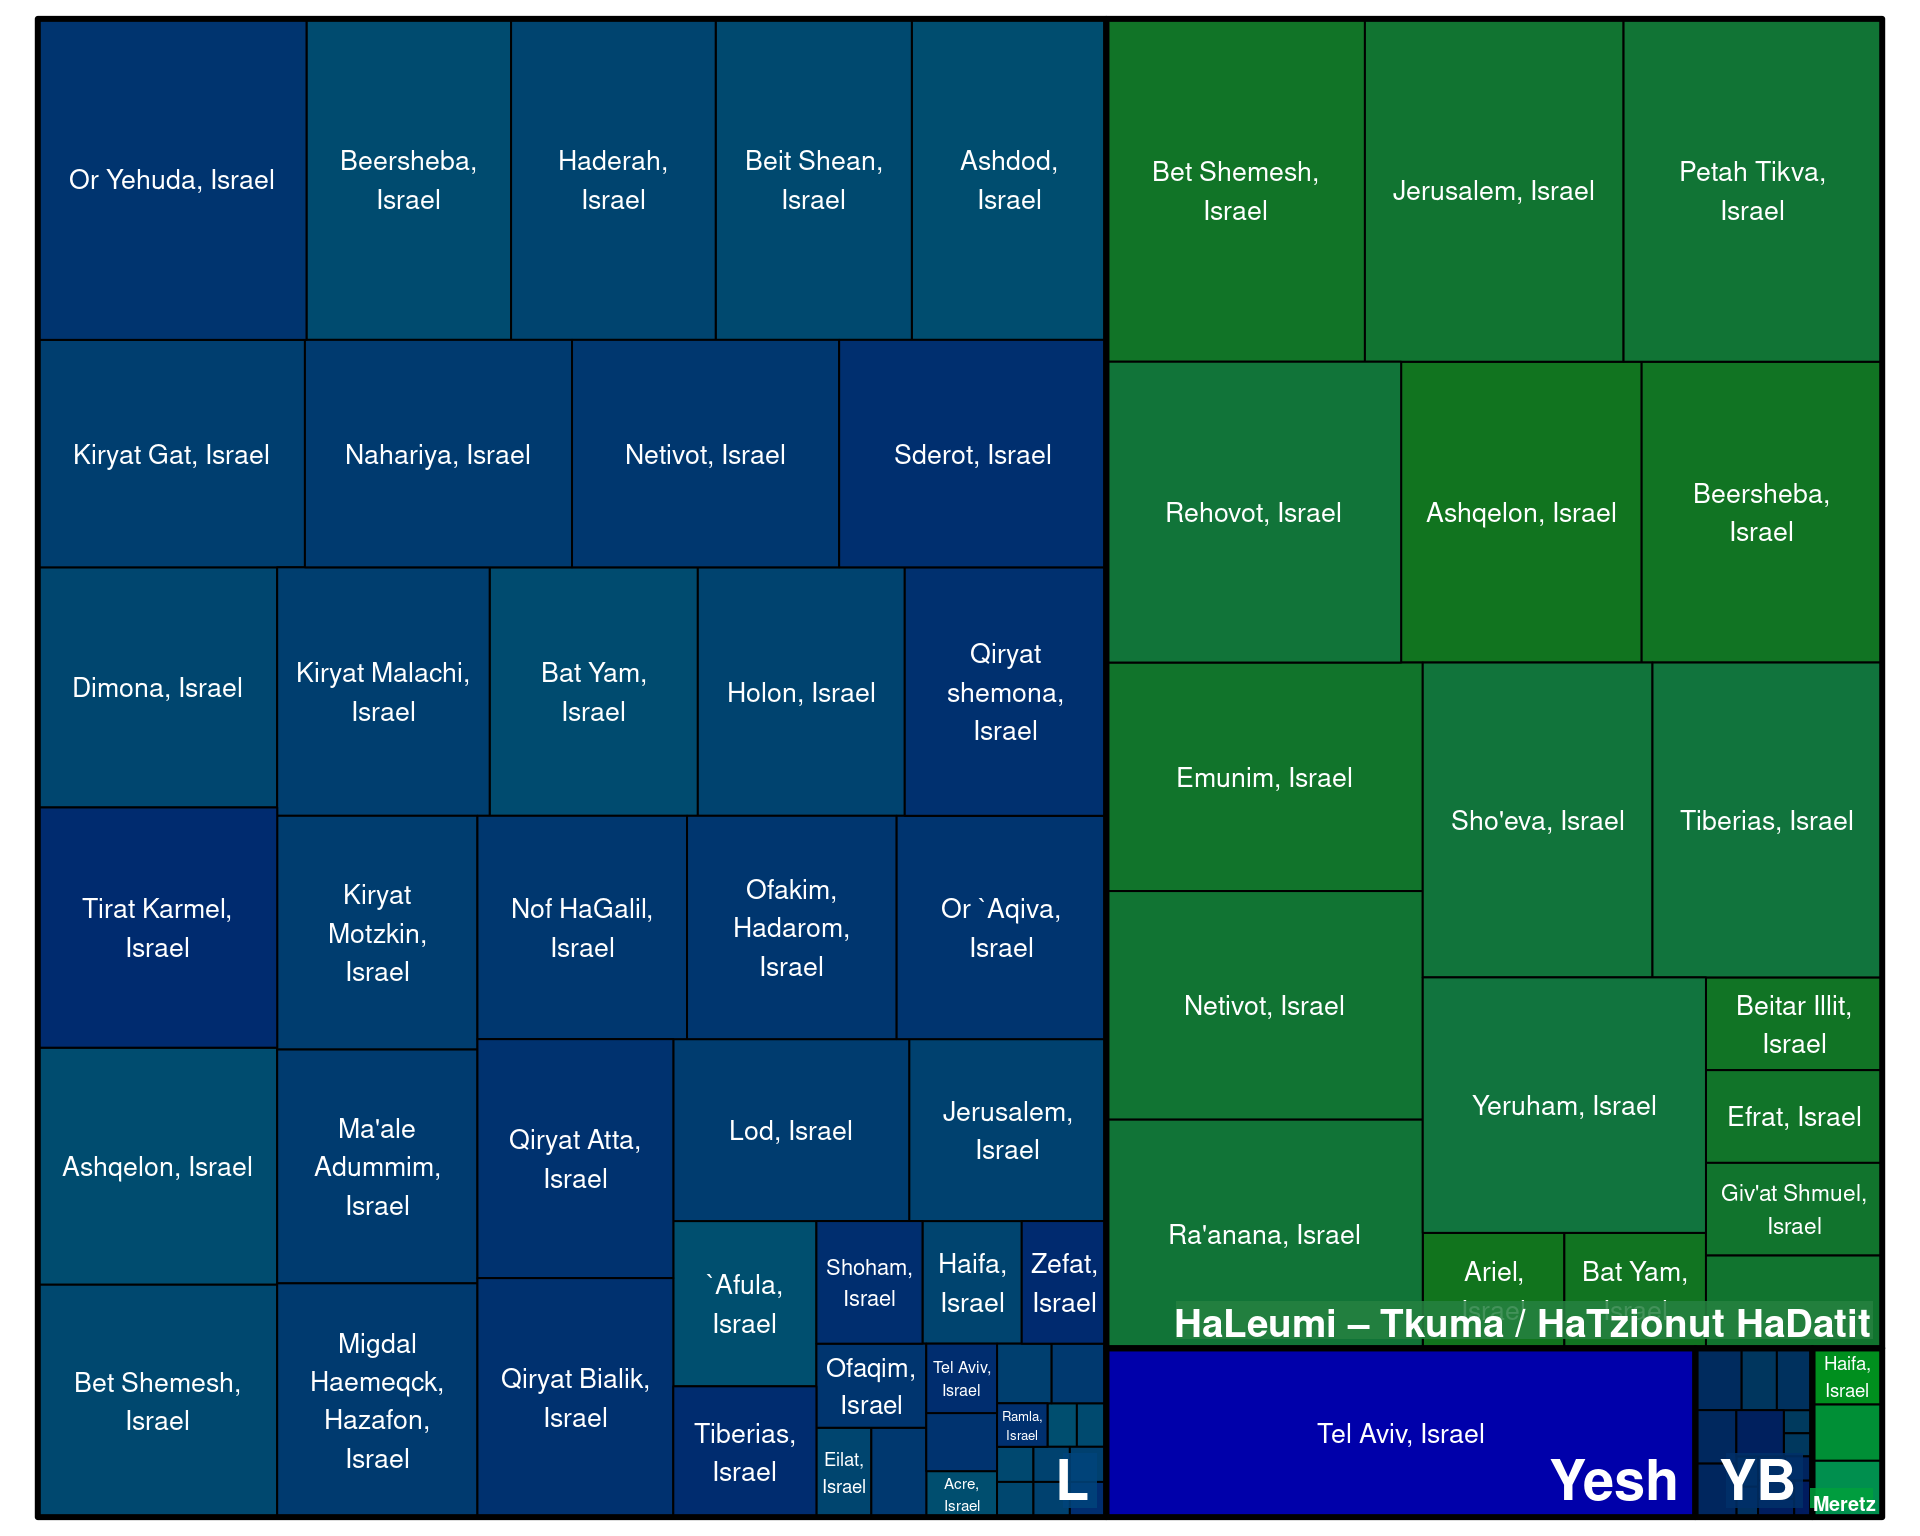 Or Yehuda, Israel
Beersheba,
Israel
Haderah,
Israel
Beit Shean,
Israel
Ashdod,
Israel
Kiryat Gat, Israel
Nahariya, Israel
Netivot, Israel
Sderot, Israel
Dimona, Israel
Kiryat Malachi,
Israel
Bat Yam,
Israel
Holon, Israel
Qiryat
shemona,
Israel
Tirat Karmel,
Israel
Kiryat
Motzkin,
Israel
Nof HaGalil,
Israel
Ofakim,
Hadarom,
Israel
Or `Aqiva,
Israel
Ashqelon, Israel
Ma'ale
Adummim,
Israel
Qiryat Atta,
Israel
Lod, Israel
Jerusalem,
Israel
Bet Shemesh,
Israel
Migdal
Haemeqck,
Hazafon,
Israel
Qiryat Bialik,
Israel
`Afula,
Israel
Shoham,
Israel
Haifa,
Israel
Zefat,
Israel
Tiberias,
Israel
Ofaqim,
Israel
Tel Aviv,
Israel
Ramla,
Israel
Eilat,
Israel
Acre,
Israel
L
Bet Shemesh,
Israel
Jerusalem, Israel
Petah Tikva,
Israel
Rehovot, Israel
Ashqelon, Israel
Beersheba,
Israel
Emunim, Israel
Sho'eva, Israel
Tiberias, Israel
Netivot, Israel
Yeruham, Israel
Beitar Illit,
Israel
Efrat, Israel
Giv'at Shmuel,
Israel
Ra'anana, Israel
Ariel,
Israel
Bat Yam,
Israel
HaLeumi – Tkuma / HaTzionut HaDatit
Tel Aviv, Israel
Yesh
YB
Haifa,
Israel
Meretz